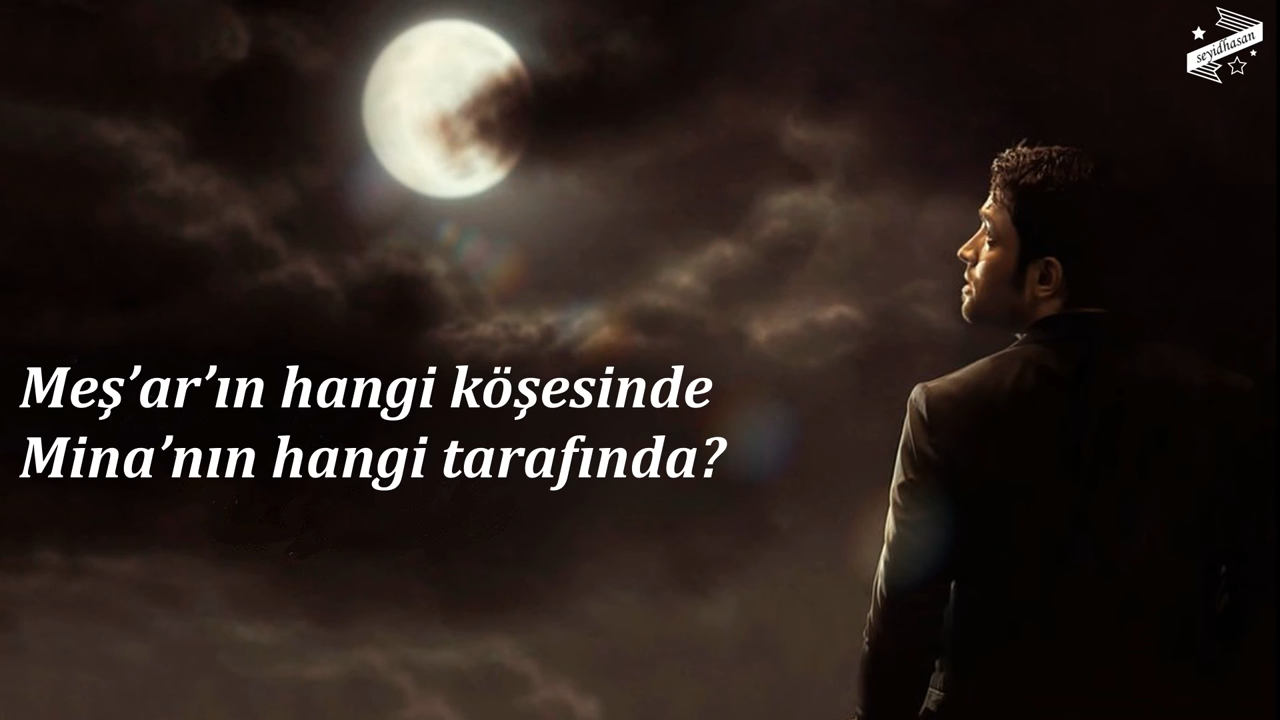 seyidhasan
Meş’ar’ın hangi köşesinde
Mina’nın hangi tarafında?